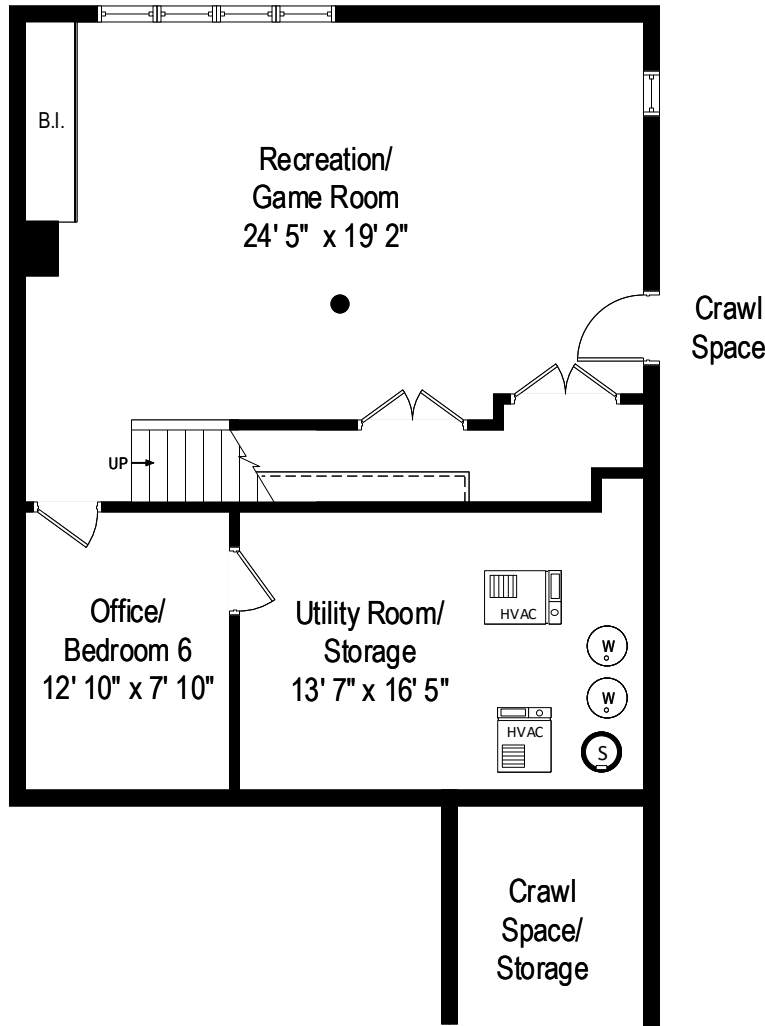 B.I.
Recreation/
Game Room
24' 5" x 19' 2"
Crawl
Space
UP
Office/
Bedroom 6
12' 10" x 7' 10"
Utility Room/
Storage
13' 7" x 16' 5"
HVAC
W
W
HVAC
S
Crawl
Space/
Storage